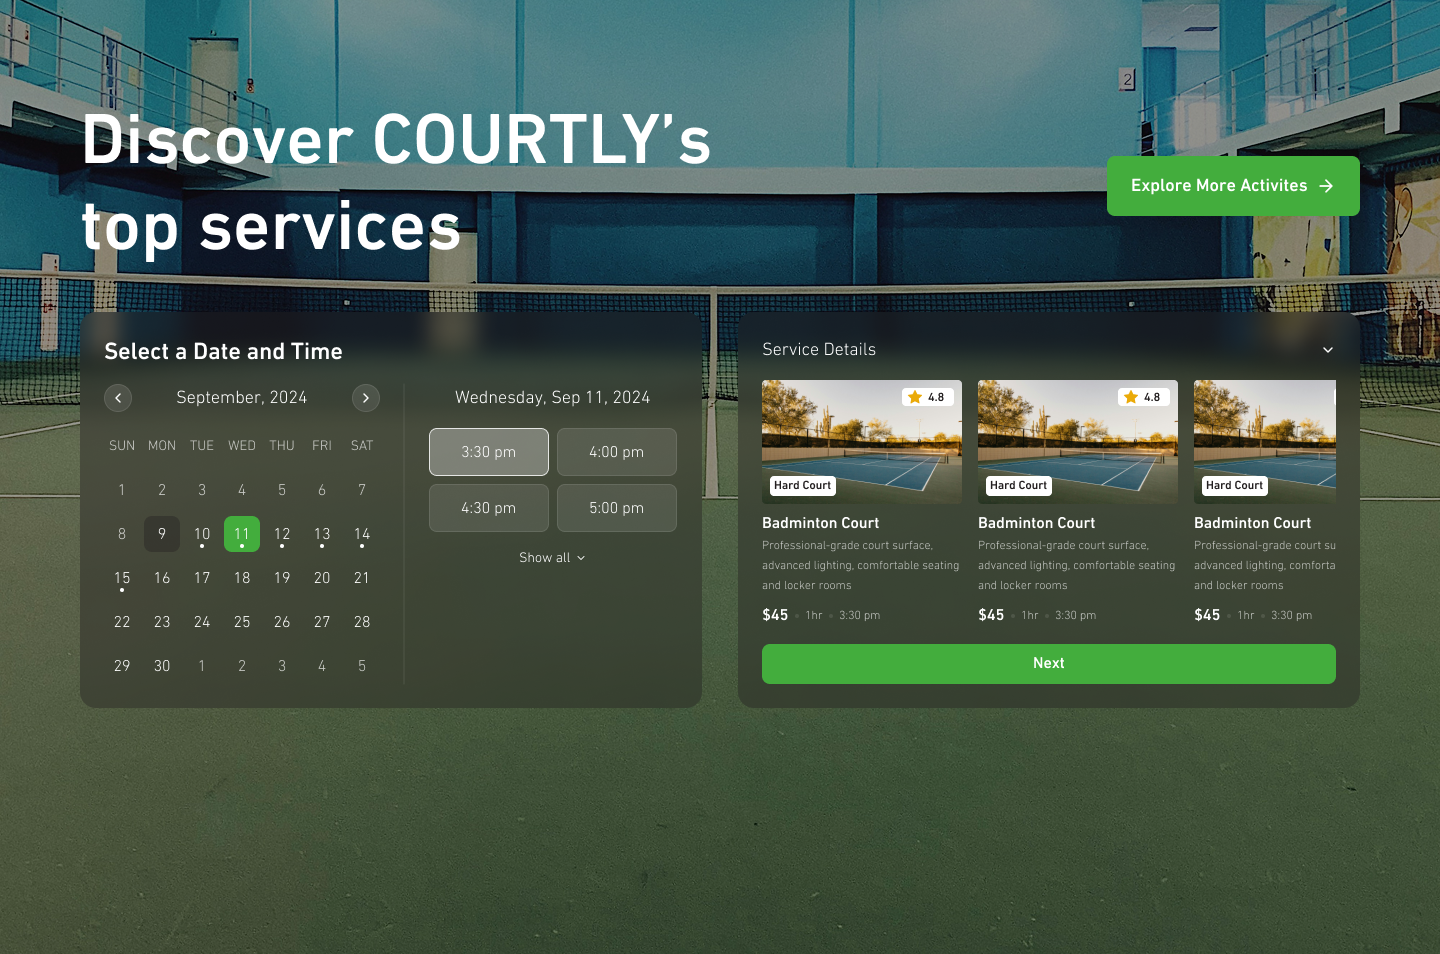 2
Discover COURTLY’s
top services
Explore More Activites
Select a Date and Time
September, 2024
SUN MON TUE WED THU FRI SAT
1 2 3 4 5 6 7
8 9 10 11 12 13 14
15 16 17 18 19 20 21
22 23 24 25 26 27 28
29 30 1 2 3 4 5
Wednesday, Sep 11, 2024
3:30 pm 4:00 pm
4:30 pm 5:00 pm
Show all
Service Details
4.8
Hard Court
Badminton Court
Professional-grade court surface,
advanced lighting, comfortable seating
and locker rooms
$45 • 1hr • 3:30 pm
4.8
Hard Court
Badminton Court
Professional-grade court surface,
advanced lighting, comfortable seating
and locker rooms
$45 • 1hr • 3:30 pm
Hard Court
Badminton Court
Professional-grade court su
advanced lighting, comforta
and locker rooms
$45 • 1hr • 3:30 pm
Next